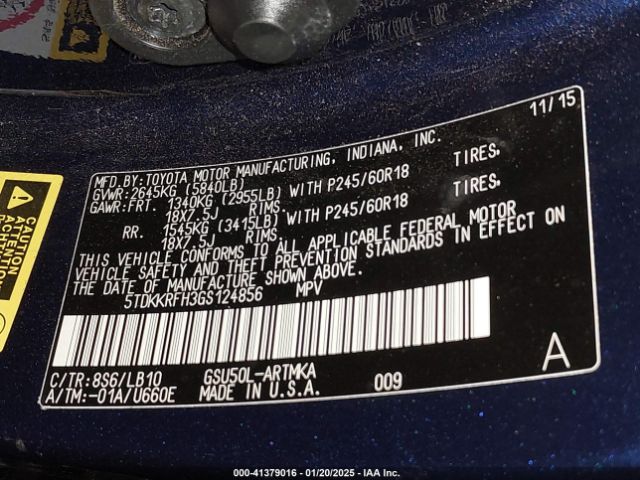 11/15
MFD. BY: TOYOTA MOTOR MANUFACTURING, INDIANA, INC.
GVWR: 2645KG (5840LB)
GAWR: FRT. 1340KG (2955LB) WITH P245/60R18 TIRES.
18X7.5J RIMS
RR. 1545KG (3415LB) WITH P245/60R18 TIRES.
18X7.5J RIMS.
THIS VEHICLE CONFORMS TO ALL APPLICABLE FEDERAL MOTOR
VEHICLE SAFETY AND THEFT PREVENTION STANDARDS IN EFFECT ON
THE DATE OF MANUFACTURE SHOWN ABOVE.
5TDKKRFH3GS124856 MPV
C/TR: 8S6/LB10 GSU50L-ARTMKA
A
A/TM: -01A/U660E MADE IN U.S.A. 009
CAUTION
ATTENTION
000-41379016 - 01/20/2025 - IAA Inc.